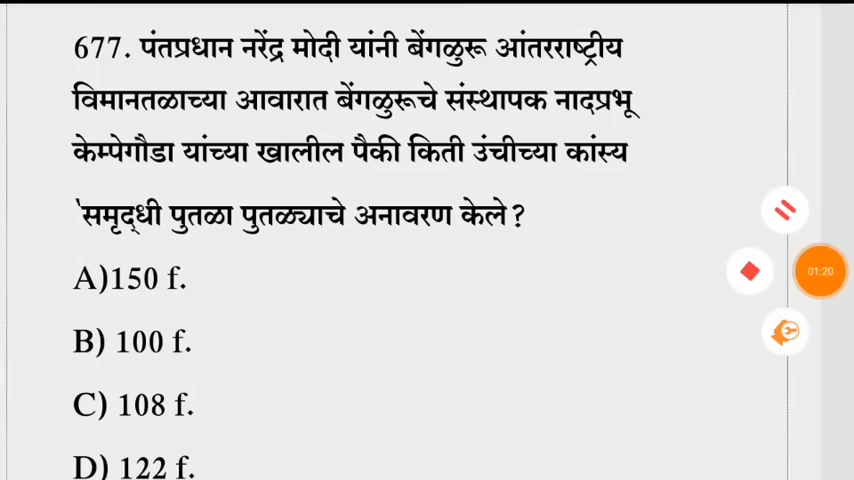 677. पंतप्रधान नरेंद्र मोदी यांनी बेंगळुरू आंतरराष्ट्रीय
विमानतळाच्या आवारात बेंगळुरूचे संस्थापक नादप्रभू
केम्पेगौडा यांच्या खालील पैकी किती उंचीच्या कांस्य
'समृद्धी पुतळा पुतळ्याचे अनावरण केले?
A)150 f.
B) 100 f.
C) 108 f.
D) 122 f.
01:20